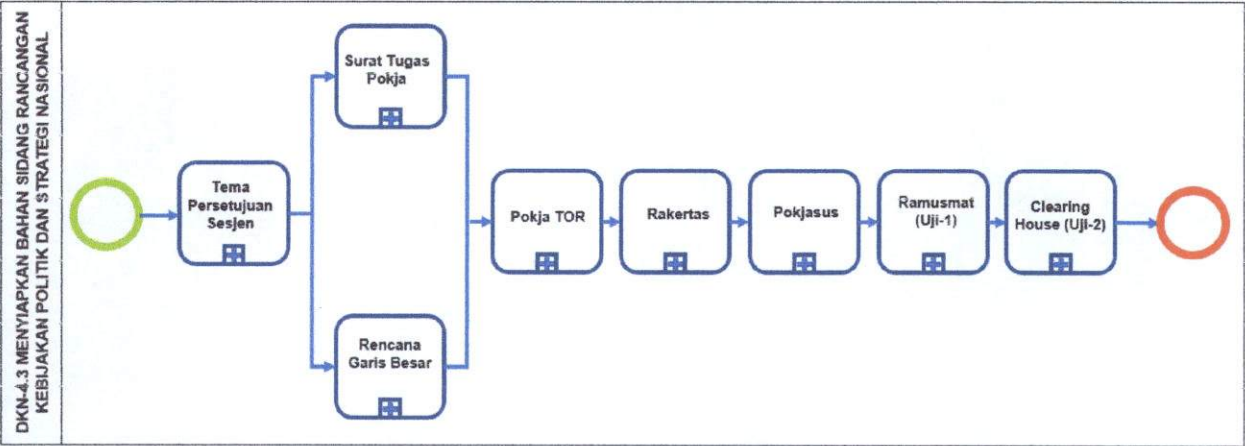 DKN-4.3 MENYIAPKAN BAHAN SIDANG RANCANGAN
KEBIJAKAN POLITIK DAN STRATEGI NASIONAL
Tema
Persetujuan
Sesjen
Surat Tugas
Pokja
Rencana
Garis Besar
Pokja TOR
Rakertas
Pokjasus
Ramusmat
(Uji-1)
Clearing
House (Uji-2)